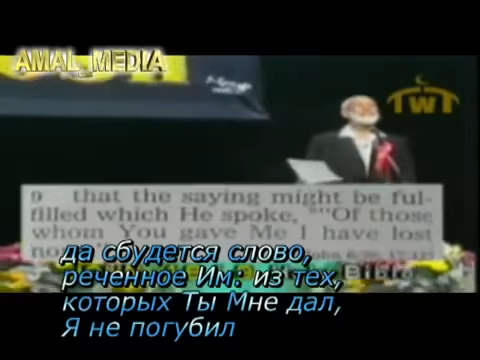 AMAL_MEDIA
TWT
9 that the saying might be ful-
filled which He spoke, "“Of those
whom You gave Me I have lost
да сбудется слово,
реченное Им: из тех,
которых Ты Мне дал,
Я не погубил